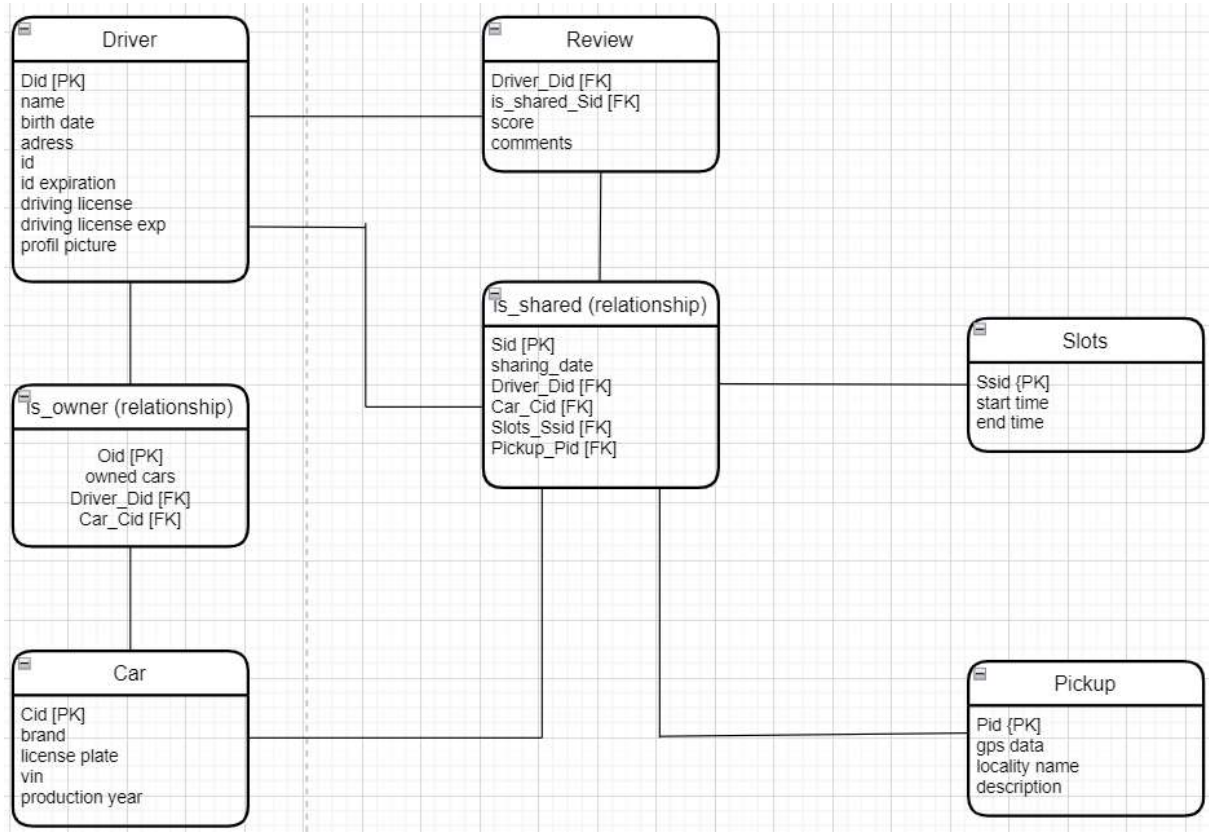 Driver
Did [PK]
name
birth date
adress
id
id expiration
driving license
driving license exp
profil picture
Review
Driver_Did [FK]
is_shared_Sid [FK]
score
comments
is_shared (relationship)
Sid [PK]
sharing_date
Driver_Did [FK]
Car_Cid [FK]
Slots_Ssid [FK]
Pickup_Pid [FK]
Slots
Ssid {PK]
start time
end time
is_owner (relationship)
Oid [PK]
owned cars
Driver_Did [FK]
Car_Cid [FK]
Car
Cid [PK]
brand
license plate
vin
production year
Pickup
Pid {PK]
gps data
locality name
description